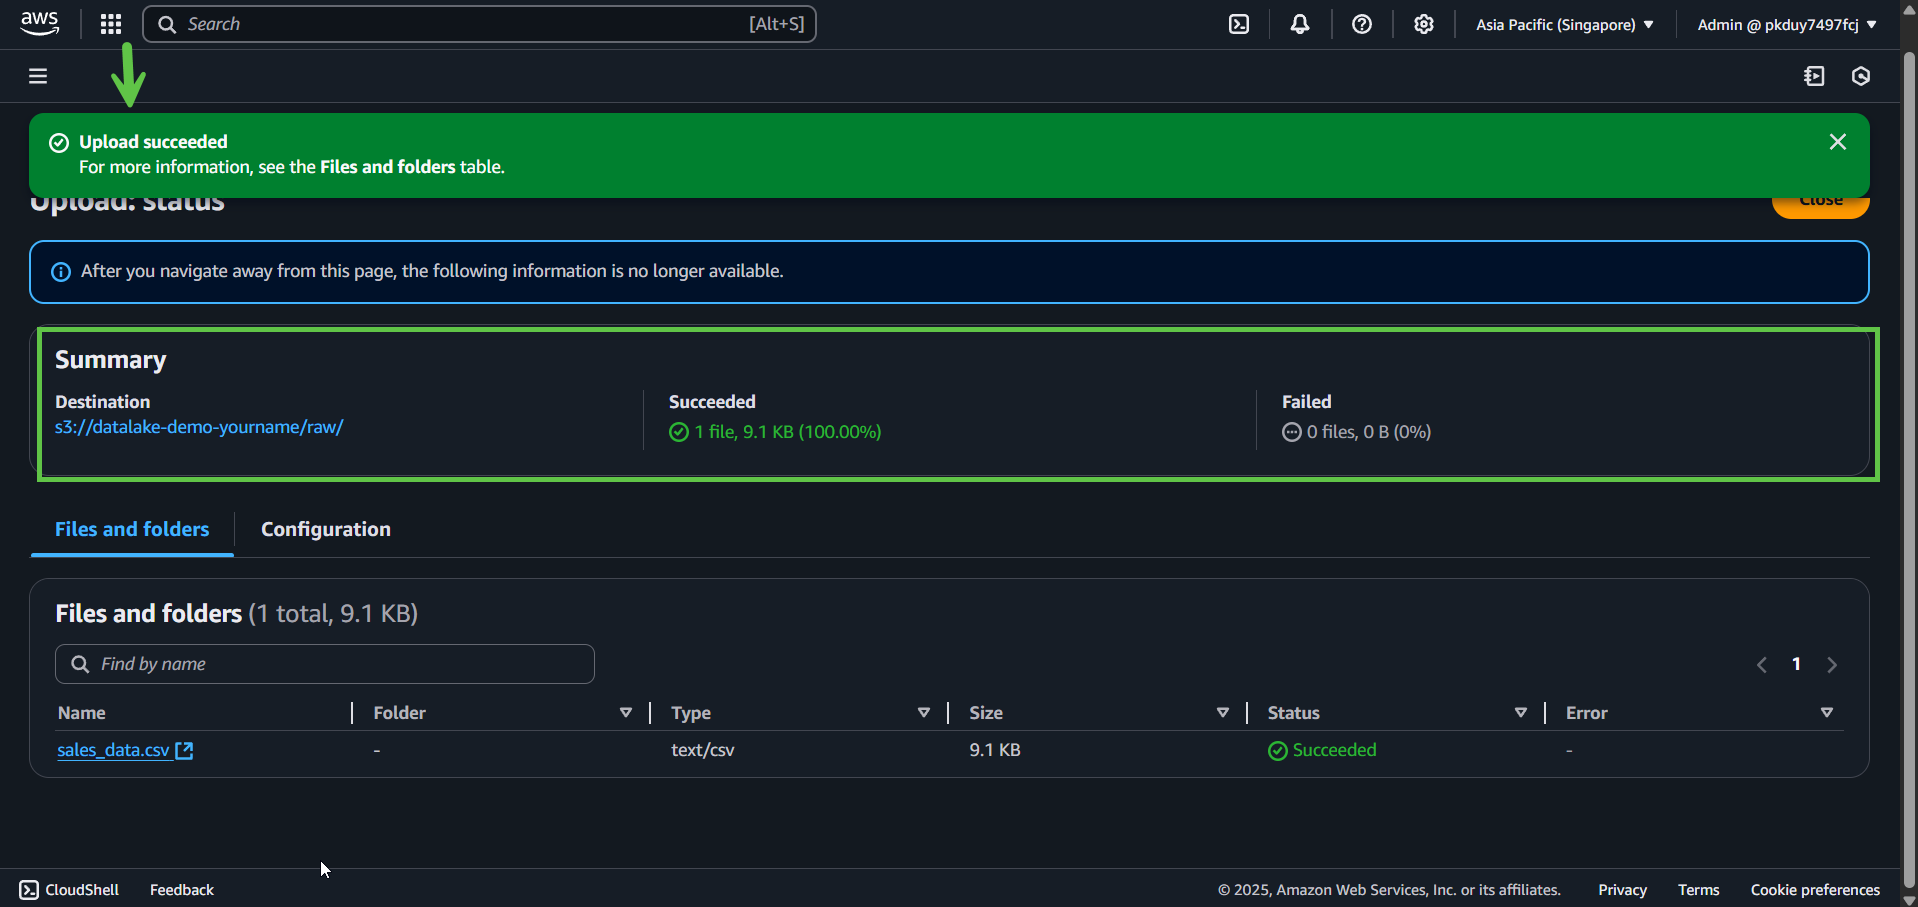 aws
Search [Alt+S]
Asia Pacific (Singapore)
Admin @ pkduy7497fcj
Upload succeeded
For more information, see the Files and folders table.
Upload: status
Close
After you navigate away from this page, the following information is no longer available.
Summary
Destination
s3://datalake-demo-yourname/raw/
Succeeded
1 file, 9.1 KB (100.00%)
Failed
0 files, 0 B (0%)
Files and folders
Configuration
Files and folders (1 total, 9.1 KB)
Find by name
1
Name Folder Type Size Status Error
sales_data.csv - text/csv 9.1 KB Succeeded -
CloudShell Feedback © 2025, Amazon Web Services, Inc. or its affiliates. Privacy Terms Cookie preferences